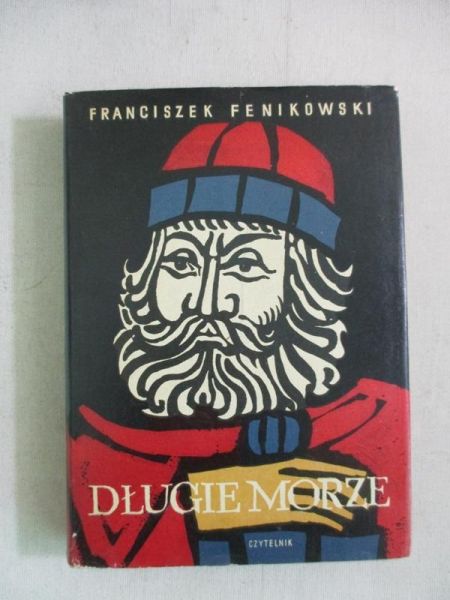 FRANCISZEK FENIKOWSKI
DŁUGIE MORZE
CZYTELNIK